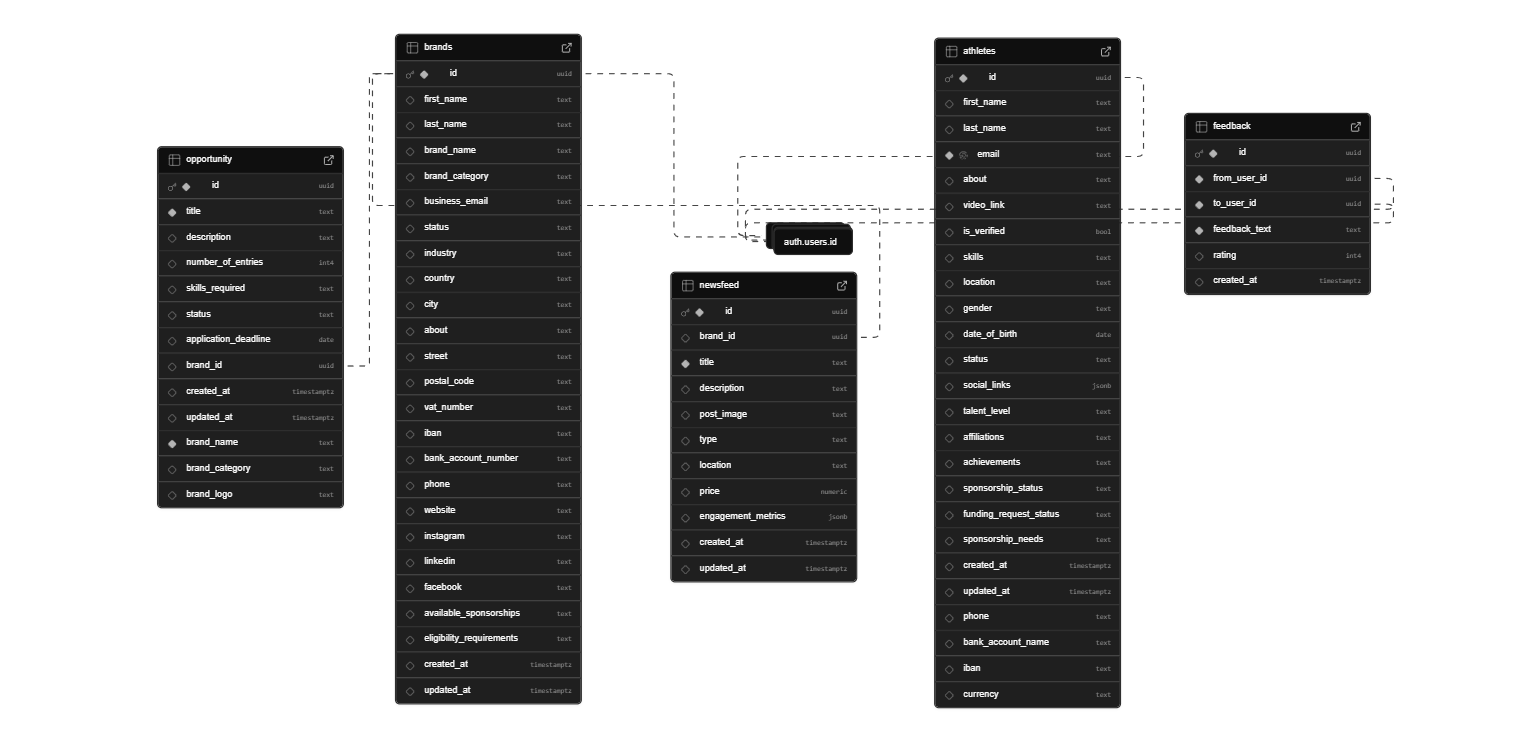 opportunity
id uuid
title text
description text
number_of_entries int4
skills_required text
status text
application_deadline date
brand_id uuid
created_at timestamptz
updated_at timestamptz
brand_name text
brand_category text
brand_logo text
brands
id uuid
first_name text
last_name text
brand_name text
brand_category text
business_email text
status text
industry text
country text
city text
about text
street text
postal_code text
vat_number text
iban text
bank_account_number text
phone text
website text
instagram text
linkedin text
facebook text
available_sponsorships text
eligibility_requirements text
created_at timestamptz
updated_at timestamptz
auth.users.id
newsfeed
id uuid
brand_id uuid
title text
description text
post_image text
type text
location text
price numeric
engagement_metrics jsonb
created_at timestamptz
updated_at timestamptz
athletes
id uuid
first_name text
last_name text
email text
about text
video_link text
is_verified bool
skills text
location text
gender text
date_of_birth date
status text
social_links jsonb
talent_level text
affiliations text
achievements text
sponsorship_status text
funding_request_status text
sponsorship_needs text
created_at timestamptz
updated_at timestamptz
phone text
bank_account_name text
iban text
currency text
feedback
id uuid
from_user_id uuid
to_user_id uuid
feedback_text text
rating int4
created_at timestamptz